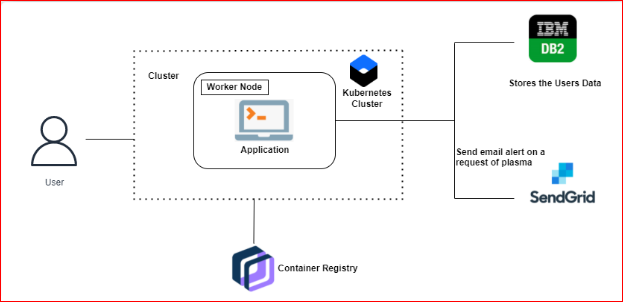 IBM
DB2
Stores the Users Data
Cluster
Worker Node
Kubernetes
Cluster
Application
User
Send email alert on a
request of plasma
SendGrid
Container Registry